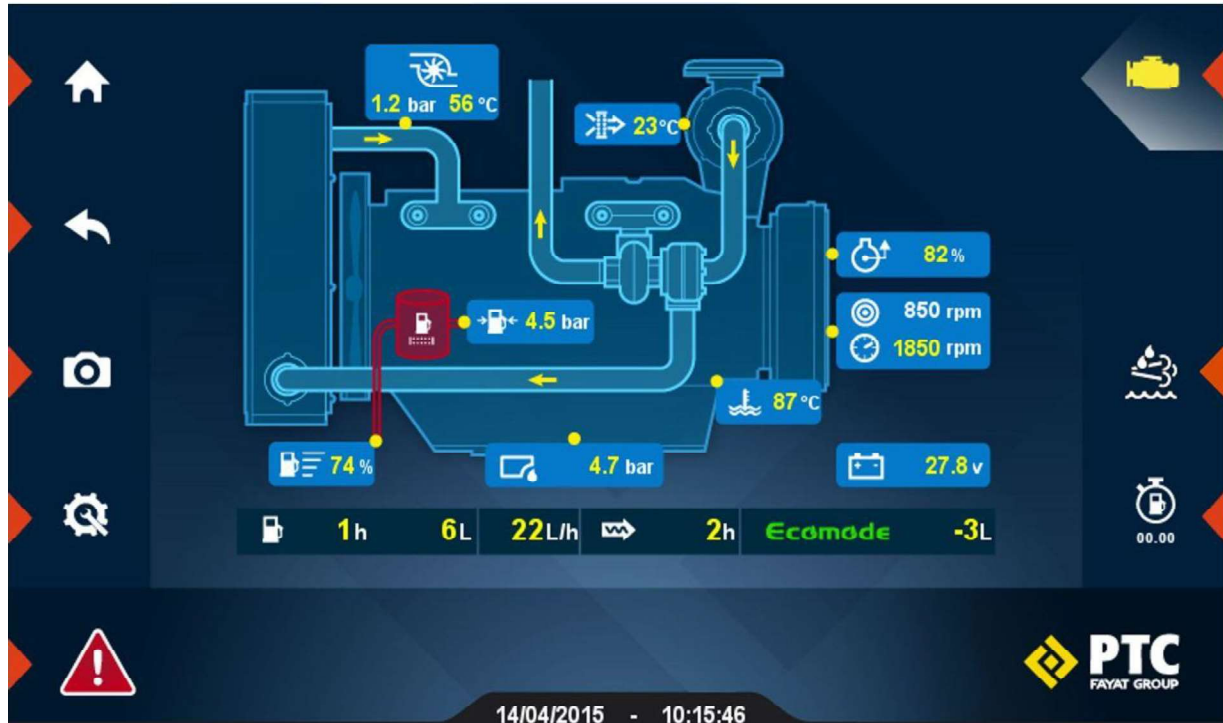 1.2 bar 56 °C
23°C
82 %
850 rpm
1850 rpm
4.5 bar
87 °C
74 %
4.7 bar
27.8 v
1 h 6L 22L/h 2h Ecomode -3L
00.00
PTC
FAYAT GROUP
14/04/2015 - 10:15:46